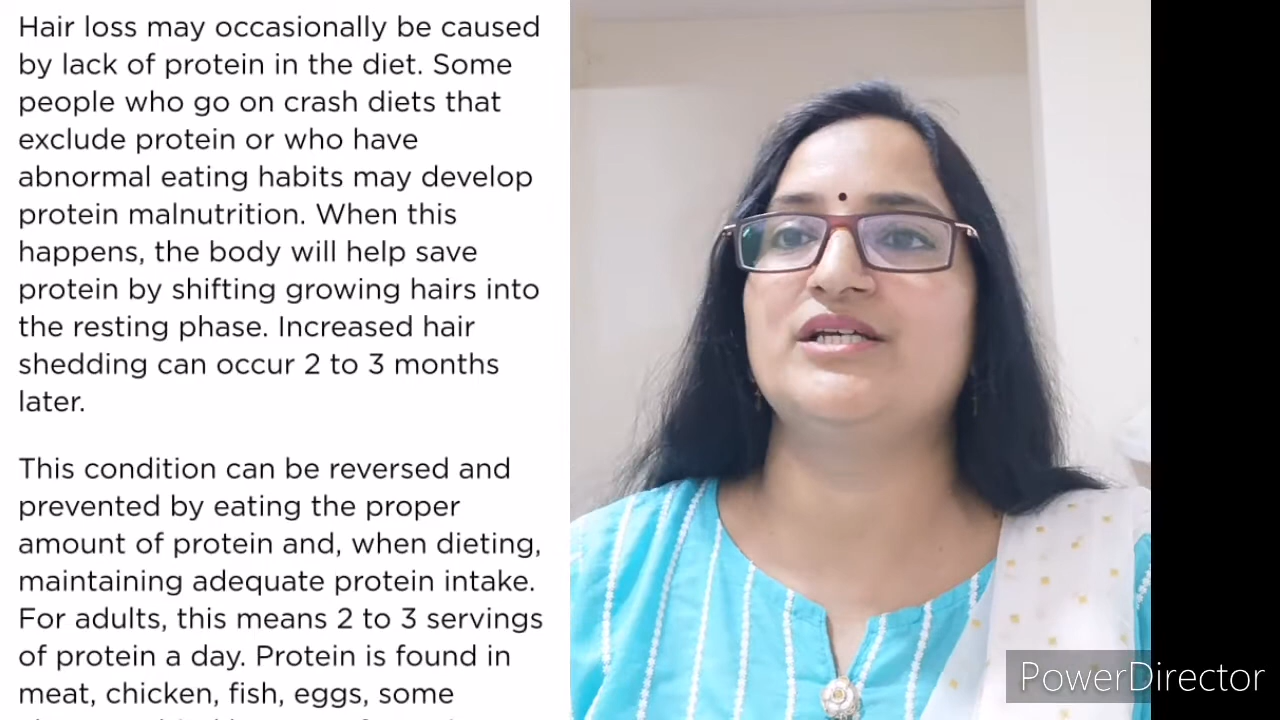 Hair loss may occasionally be caused
by lack of protein in the diet. Some
people who go on crash diets that
exclude protein or who have
abnormal eating habits may develop
protein malnutrition. When this
happens, the body will help save
protein by shifting growing hairs into
the resting phase. Increased hair
shedding can occur 2 to 3 months
later.
This condition can be reversed and
prevented by eating the proper
amount of protein and, when dieting,
maintaining adequate protein intake.
For adults, this means 2 to 3 servings
of protein a day. Protein is found in
meat, chicken, fish, eggs, some
PowerDirector